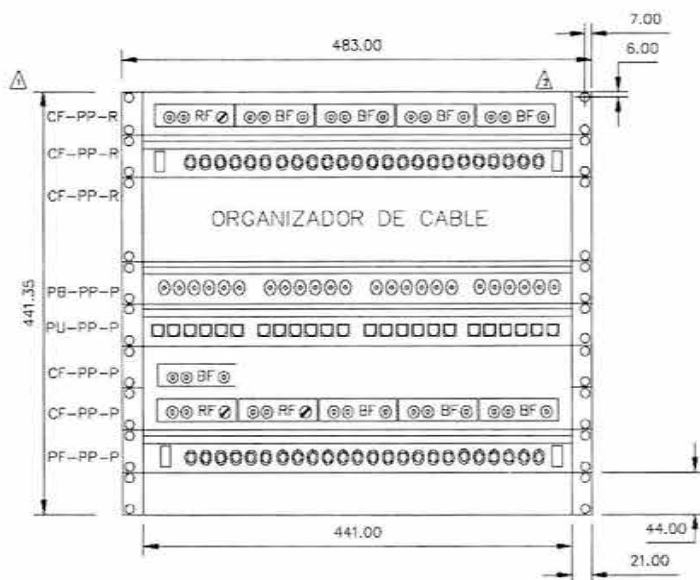 7.00
483.00
6.00
1
2
CF-PP-R
RF BF BF BF BF
CF-PP-R
CF-PP-R
ORGANIZADOR DE CABLE
441.35
PB-PP-P
PU-PP-P
CF-PP-P
BF
CF-PP-P
RF RF BF BF BF
PF-PP-P
441.00
44.00
21.00